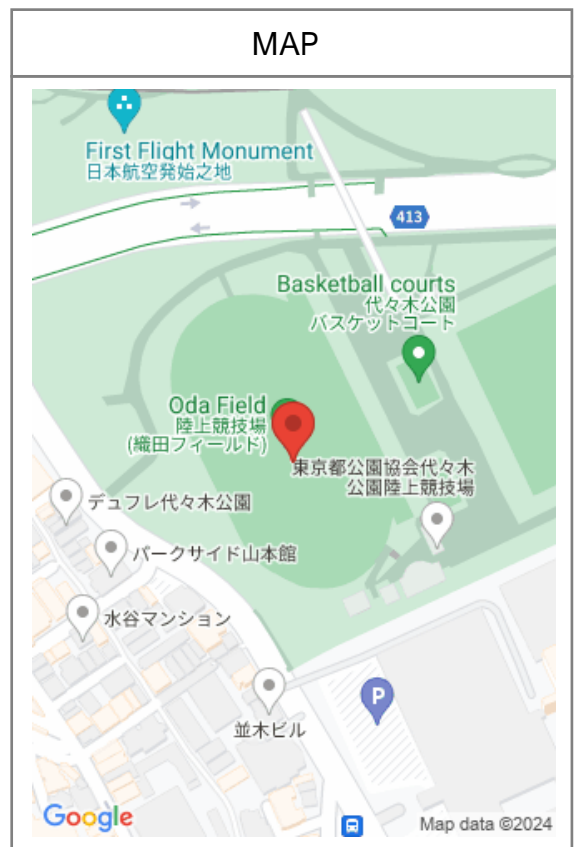 MAP
First Flight Monument
日本航空発始之地
413
Basketball courts
代々木公園
バスケットコート
Oda Field
陸上競技場
(織田フィールド)
東京都公園協会代々木
公園陸上競技場
デュフレ代々木公園
パークサイド山本館
水谷マンション
並木ビル
P
Google
Map data ©2024